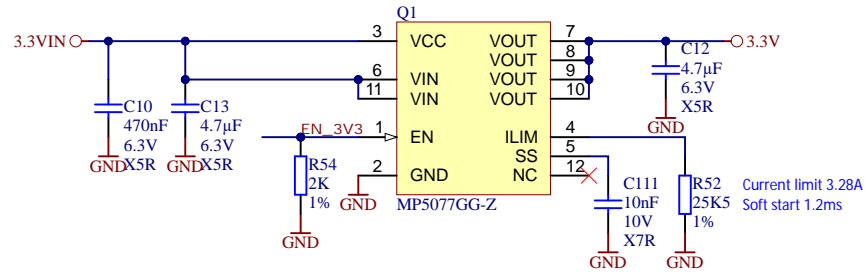 Q1
3.3VIN
3
VCC
VOUT
7
3.3V
VOUT
8
6
VIN
VOUT
9
11
VIN
VOUT
10
C10
470nF
6.3V
X5R
GND
C13
4.7µF
6.3V
X5R
GND
C12
4.7µF
6.3V
X5R
GND
EN_3V3
1
EN
ILIM
4
SS
5
2
GND
NC
12
MP5077GG-Z
GND
R54
2K
1%
GND
C111
10nF
10V
X7R
GND
R52
25K5
1%
GND
Current limit 3.28A
Soft start 1.2ms